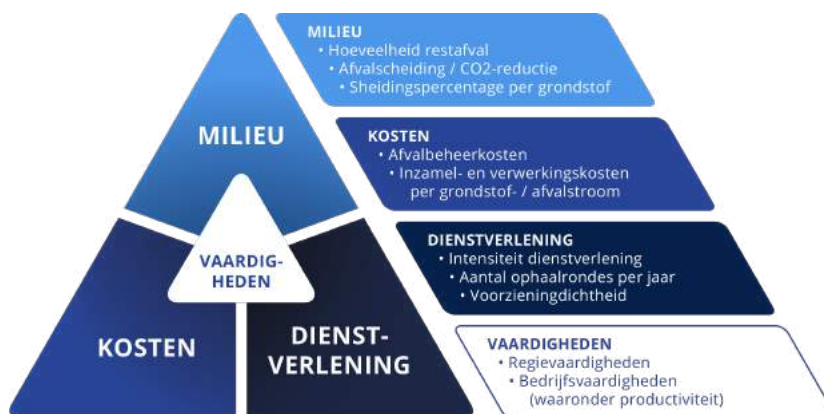 MILIEU
VAARDIG-
HEDEN
KOSTEN
DIENST-
VERLENING
MILIEU
• Hoeveelheid restafval
• Afvalscheiding / CO2-reductie
• Sheidingspercentage per grondstof
KOSTEN
• Afvalbeheerkosten
• Inzamel- en verwerkingskosten
per grondstof- / afvalstroom
DIENSTVERLENING
• Intensiteit dienstverlening
• Aantal ophaalrondes per jaar
• Voorzieningdichtheid
VAARDIGHEDEN
• Regievaardigheden
• Bedrijfsvaardigheden
(waaronder productiviteit)